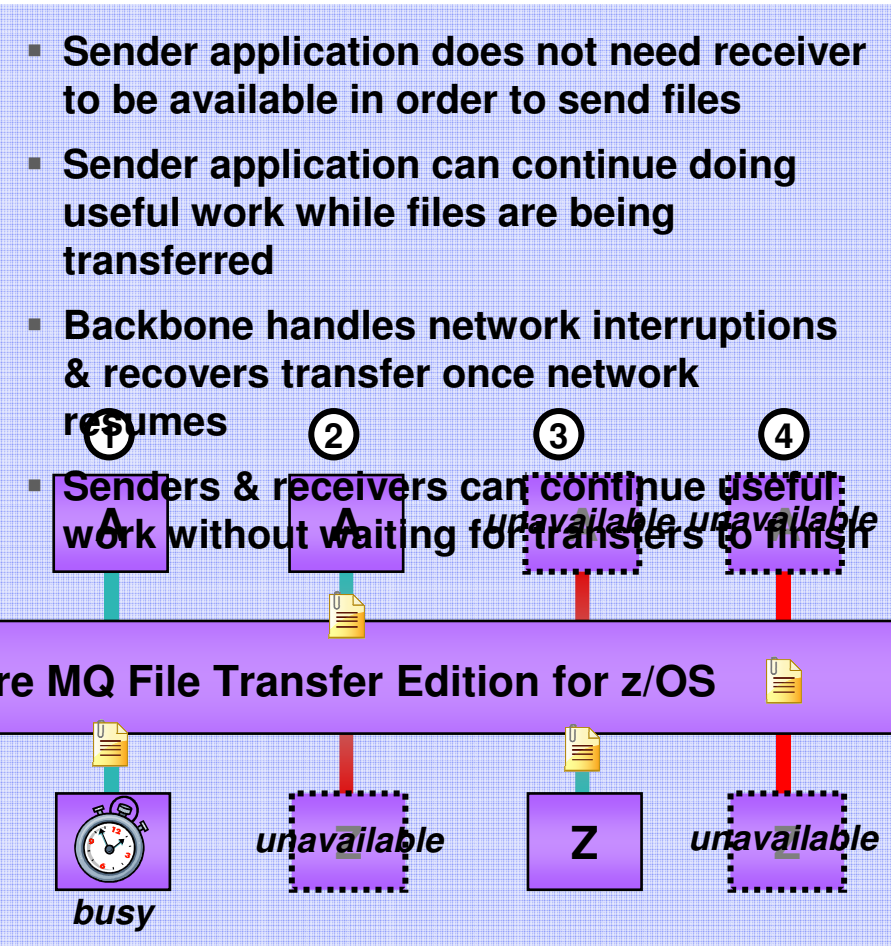 Sender application does not need receiver
to be available in order to send files
Sender application can continue doing
useful work while files are being
transferred
Backbone handles network interruptions
& recovers transfer once network
resumes
1 2 3 4
Senders & receivers can continue useful
work without waiting for transfers to finish
A A unavailable unavailable
re MQ File Transfer Edition for z/OS
unavailable Z Z unavailable Z
busy